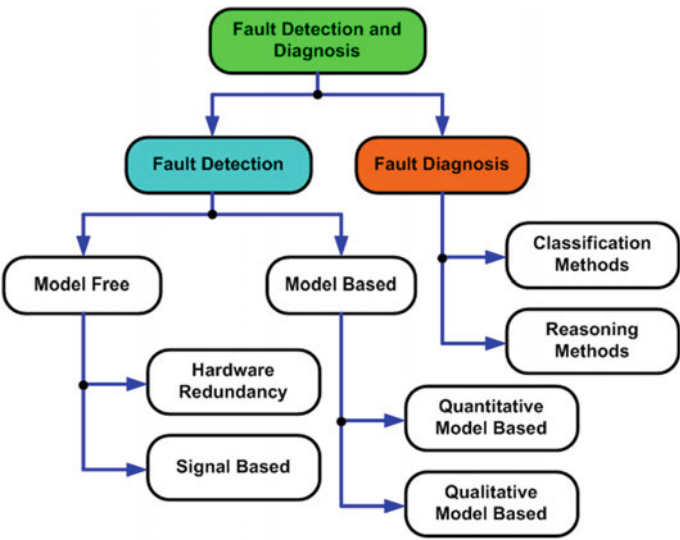 Fault Detection and
Diagnosis
Fault Detection
Fault Diagnosis
Classification
Methods
Model Free
Model Based
Reasoning
Methods
Hardware
Redundancy
Quantitative
Model Based
Signal Based
Qualitative
Model Based